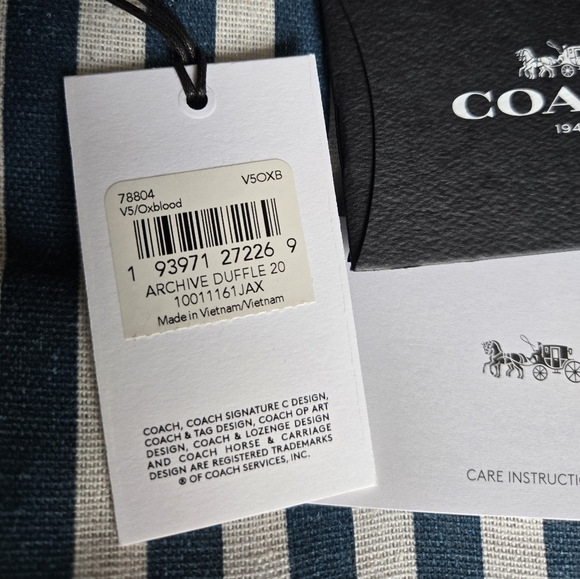 78804 V5OXB
V5/Oxblood
1 93971 27226 9
ARCHIVE DUFFLE 20
10011161JAX
Made in Vietnam/Vietnam
COACH, COACH SIGNATURE C DESIGN,
COACH & TAG DESIGN, COACH OP ART
DESIGN, COACH & LOZENGE DESIGN
AND COACH HORSE & CARRIAGE
DESIGN ARE REGISTERED TRADEMARKS
® OF COACH SERVICES, INC.
COA
194
CARE INSTRUCTIO